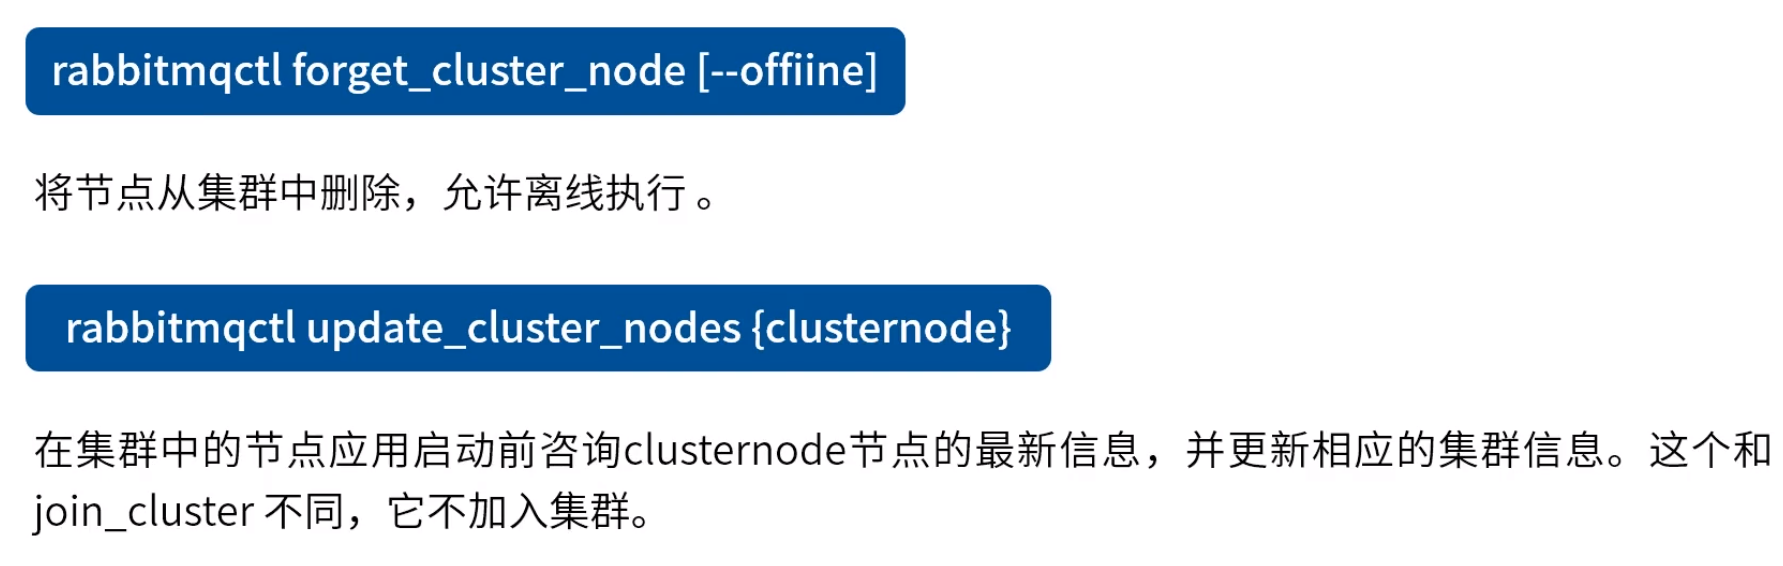 rabbitmqctl forget_cluster_node [--offiine]
将节点从集群中删除，允许离线执行 。
rabbitmqctl update_cluster_nodes {clusternode}
在集群中的节点应用启动前咨询clusternode节点的最新信息，并更新相应的集群信息。这个和
join_cluster 不同，它不加入集群。